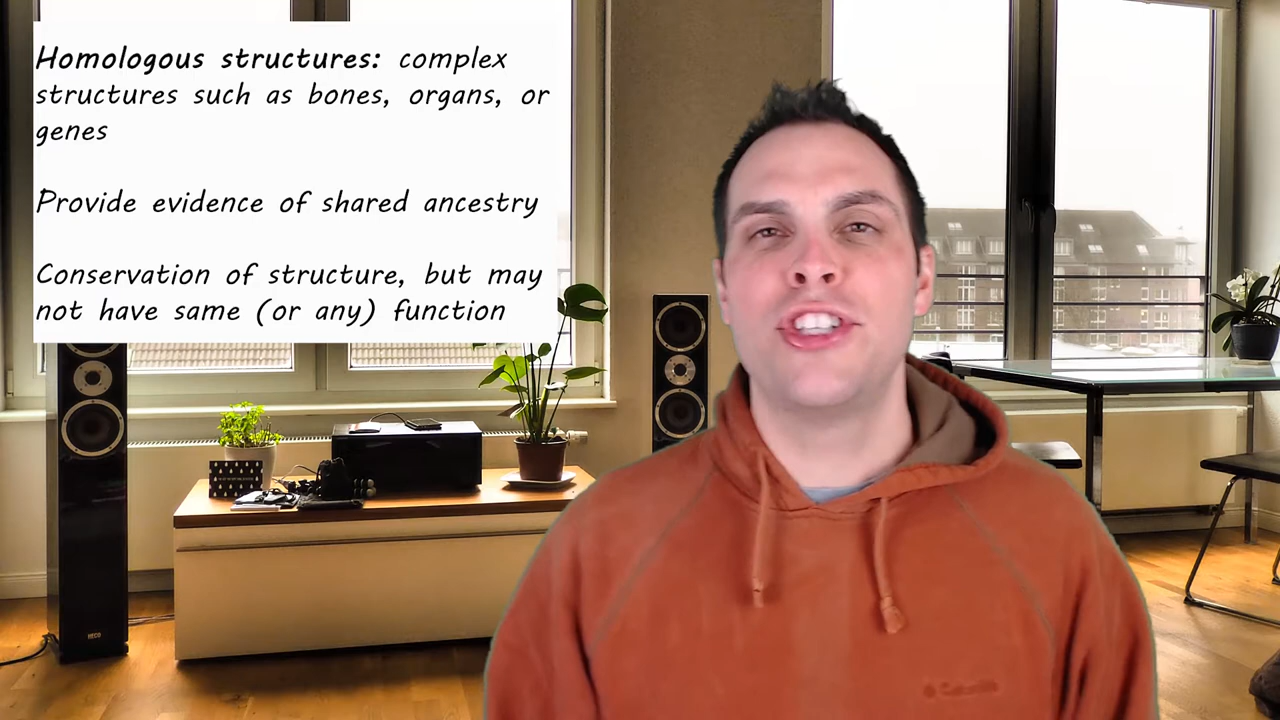 Homologous structures: complex
structures such as bones, organs, or
genes
Provide evidence of shared ancestry
Conservation of structure, but may
not have same (or any) function
HECO